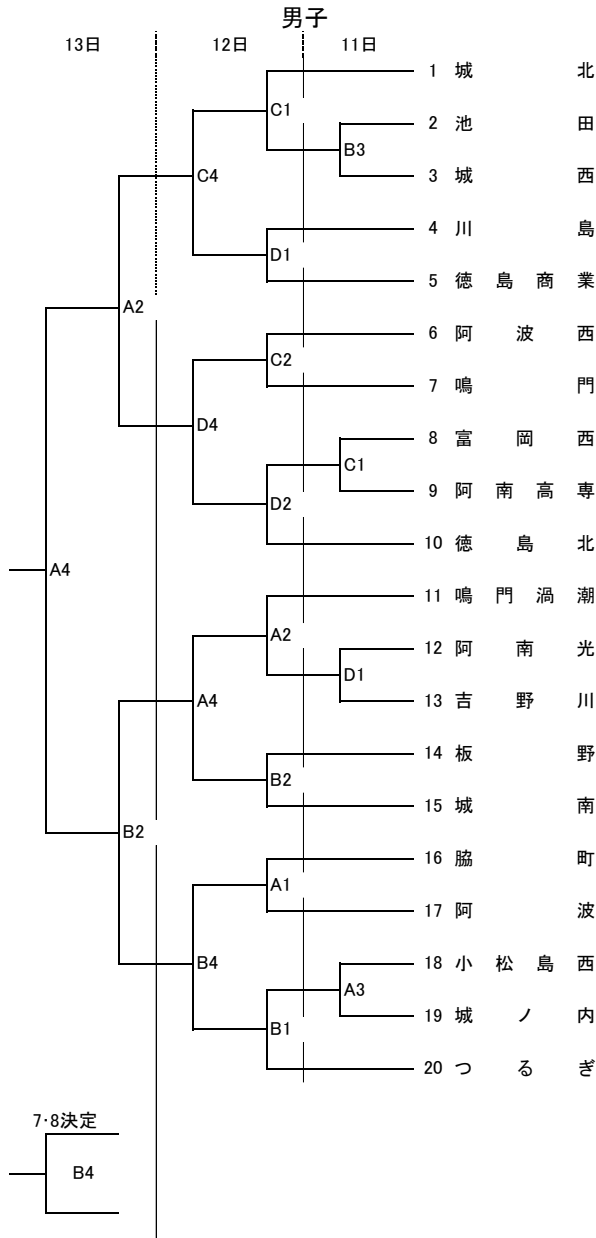 男子
13日 12日 11日
1 城北
C1
2 池田
B3
3 城西
C4
4 川島
D1
5 徳島商業
A2
6 阿波西
C2
7 鳴門
D4
8 富岡西
C1
9 阿南高専
D2
10 徳島北
A4
11 鳴門渦潮
A2
12 阿南光
D1
13 吉野川
A4
14 板野
B2
15 城南
B2
16 脇町
A1
17 阿波
B4
18 小松島西
A3
19 城ノ内
B1
20 つるぎ
7・8決定
B4